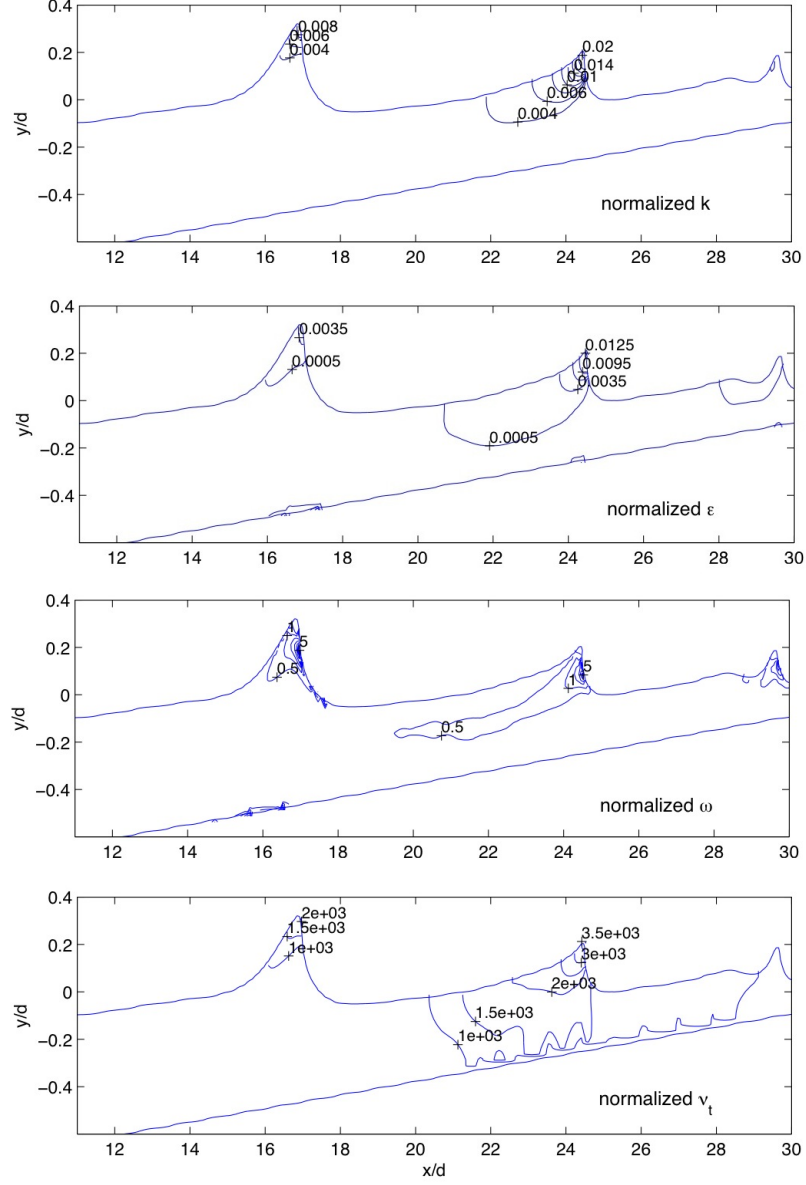 0.4
0.008
0.006
0.2
0.02
0.004
0.014
0.01
0
0.006
y/d
0.004
−0.2
−0.4
normalized k
12 14 16 18 20 22 24 26 28 30
0.4
0.0035
0.0125
0.2
0.0095
0.0005
0.0035
0
y/d
0.0005
−0.2
−0.4
normalized ε
12 14 16 18 20 22 24 26 28 30
0.4
1
0.2
5
5
0.5
1
0
y/d
0.5
−0.2
−0.4
normalized ω
12 14 16 18 20 22 24 26 28 30
0.4
2e+03
1.5e+03
3.5e+03
0.2
1e+03
3e+03
2e+03
0
y/d
1.5e+03
1e+03
−0.2
−0.4
normalized ν_t
12 14 16 18 20 22 24 26 28 30
x/d